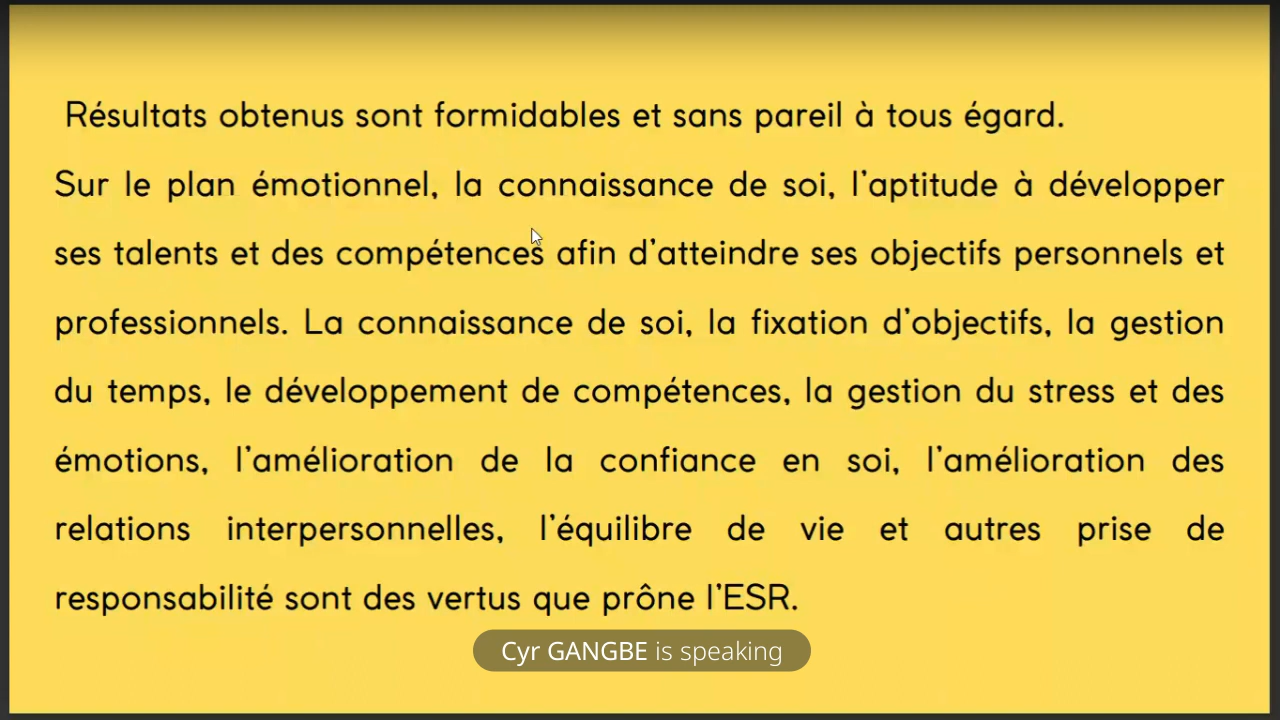 Résultats obtenus sont formidables et sans pareil à tous égard.
Sur le plan émotionnel, la connaissance de soi, l'aptitude à développer
ses talents et des compétences afin d'atteindre ses objectifs personnels et
professionnels. La connaissance de soi, la fixation d'objectifs, la gestion
du temps, le développement de compétences, la gestion du stress et des
émotions, l'amélioration de la confiance en soi, l'amélioration des
relations interpersonnelles, l'équilibre de vie et autres prise de
responsabilité sont des vertus que prône l'ESR.
Cyr GANGBE is speaking